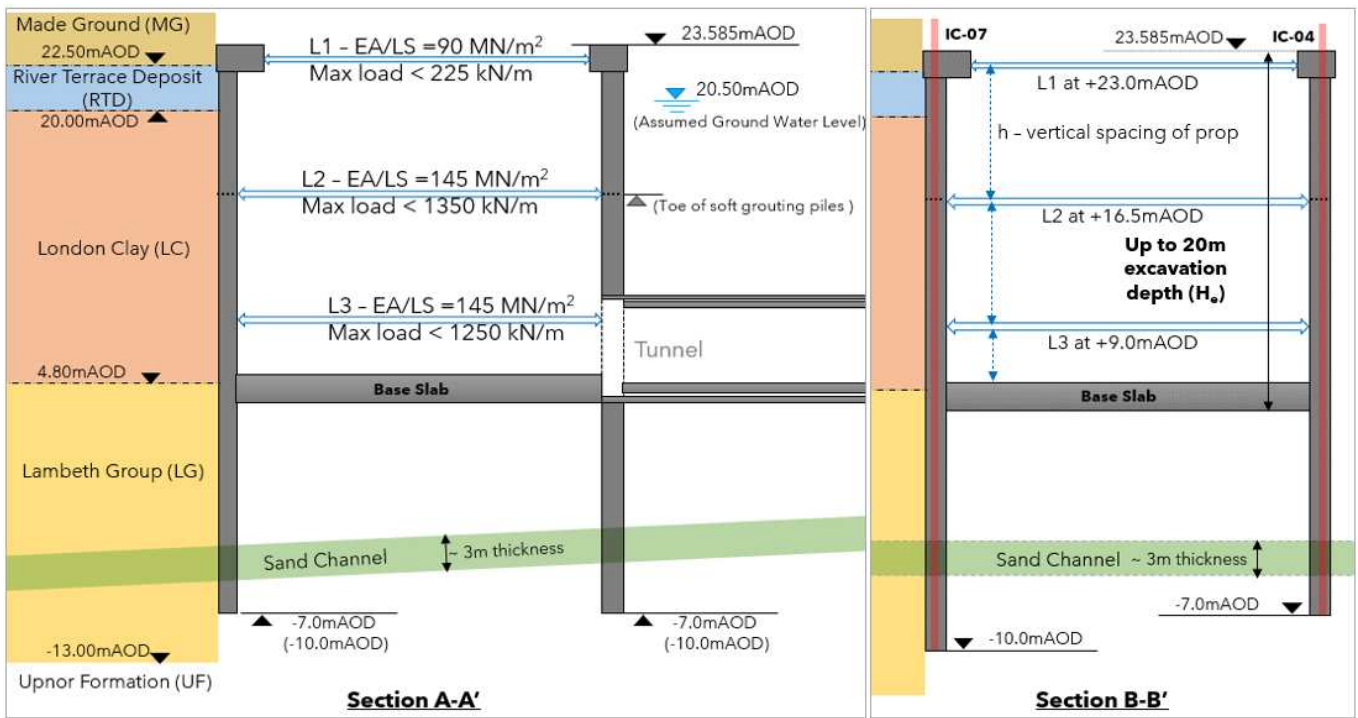 Made Ground (MG)
22.50mAOD
River Terrace Deposit
(RTD)
20.00mAOD
London Clay (LC)
4.80mAOD
Lambeth Group (LG)
-13.00mAOD
Upnor Formation (UF)
L1 – EA/LS =90 MN/m²
Max load < 225 kN/m
23.585mAOD
20.50mAOD
(Assumed Ground Water Level)
L2 – EA/LS =145 MN/m²
Max load < 1350 kN/m
(Toe of soft grouting piles )
L3 – EA/LS =145 MN/m²
Max load < 1250 kN/m
Tunnel
Base Slab
Sand Channel
~ 3m thickness
-7.0mAOD
(-10.0mAOD)
-7.0mAOD
(-10.0mAOD)
Section A-A'
IC-07
23.585mAOD
IC-04
L1 at +23.0mAOD
h – vertical spacing of prop
L2 at +16.5mAOD
Up to 20m
excavation
depth (Hₑ)
L3 at +9.0mAOD
Base Slab
Sand Channel ~ 3m thickness
-7.0mAOD
-10.0mAOD
Section B-B'